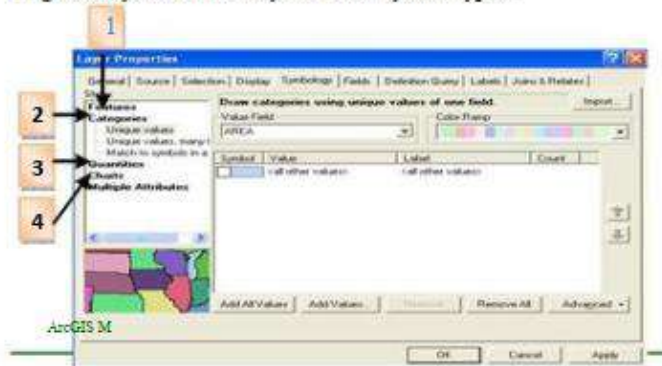 1
Layer Properties
General Source Selection Display Symbology Fields Definition Query Labels Joins & Relates
Features
Draw categories using unique values of one field.
Import...
2
Categories
Unique values
Unique values, many
Match to symbols in a
Value Field
Color Ramp
AREA
3
Quantities
Symbol Value Label Count
<all other values> <all other values>
4
Charts
Multiple Attributes
ArcGIS M
Add All Values Add Values... Remove Remove All Advanced
OK Cancel Apply